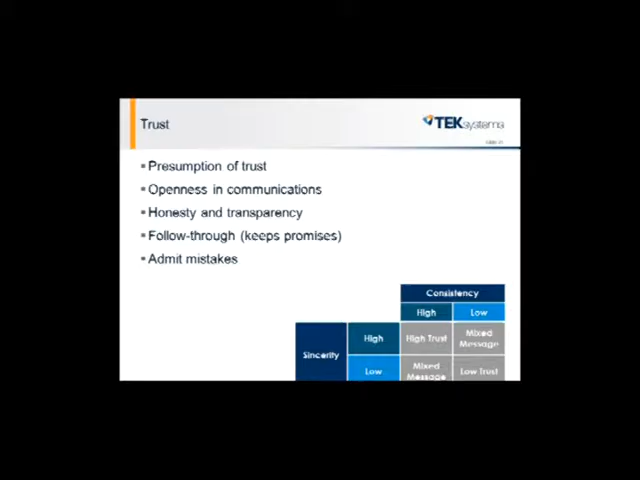 Trust
TEKsystems
Presumption of trust
Openness in communications
Honesty and transparency
Follow-through (keeps promises)
Admit mistakes
Consistency
High Low
Sincerity High High Trust Mixed Message
Low Mixed Message Low Trust